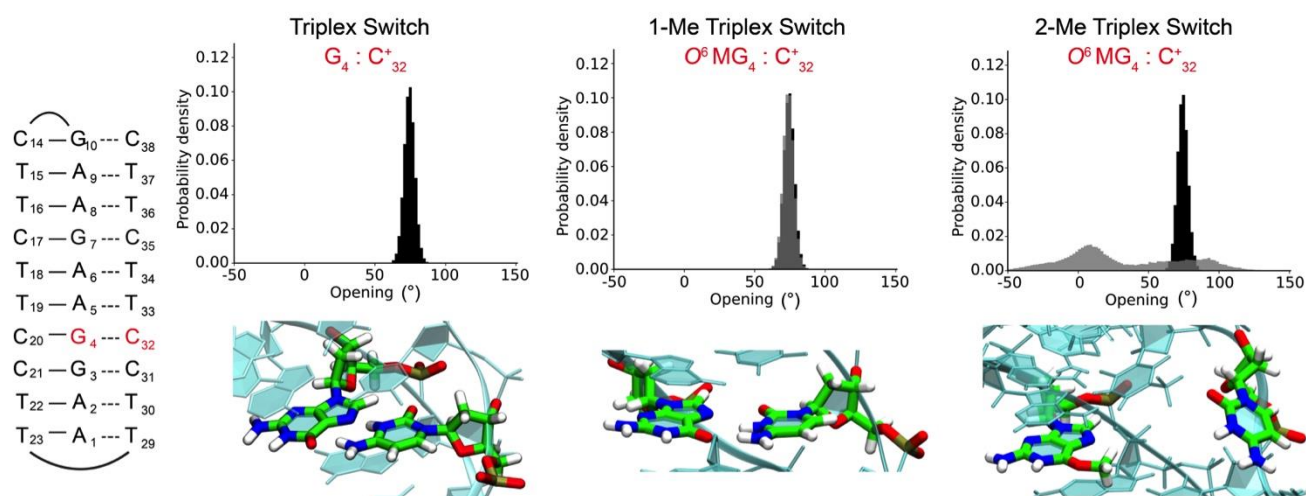 Triplex Switch
G₄ : C⁺₃₂
0.12
0.10
0.08
0.06
0.04
0.02
0.00
Probability density
-50 0 50 100 150
Opening (°)
1-Me Triplex Switch
O⁶ MG₄ : C⁺₃₂
0.12
0.10
0.08
0.06
0.04
0.02
0.00
Probability density
-50 0 50 100 150
Opening (°)
2-Me Triplex Switch
O⁶ MG₄ : C⁺₃₂
0.12
0.10
0.08
0.06
0.04
0.02
0.00
Probability density
-50 0 50 100 150
Opening (°)
C₁₄ — G₁₀ --- C₃₈
T₁₅ — A₉ --- T₃₇
T₁₆ — A₈ --- T₃₆
C₁₇ — G₇ --- C₃₅
T₁₈ — A₆ --- T₃₄
T₁₉ — A₅ --- T₃₃
C₂₀ — G₄ --- C₃₂
C₂₁ — G₃ --- C₃₁
T₂₂ — A₂ --- T₃₀
T₂₃ — A₁ --- T₂₉